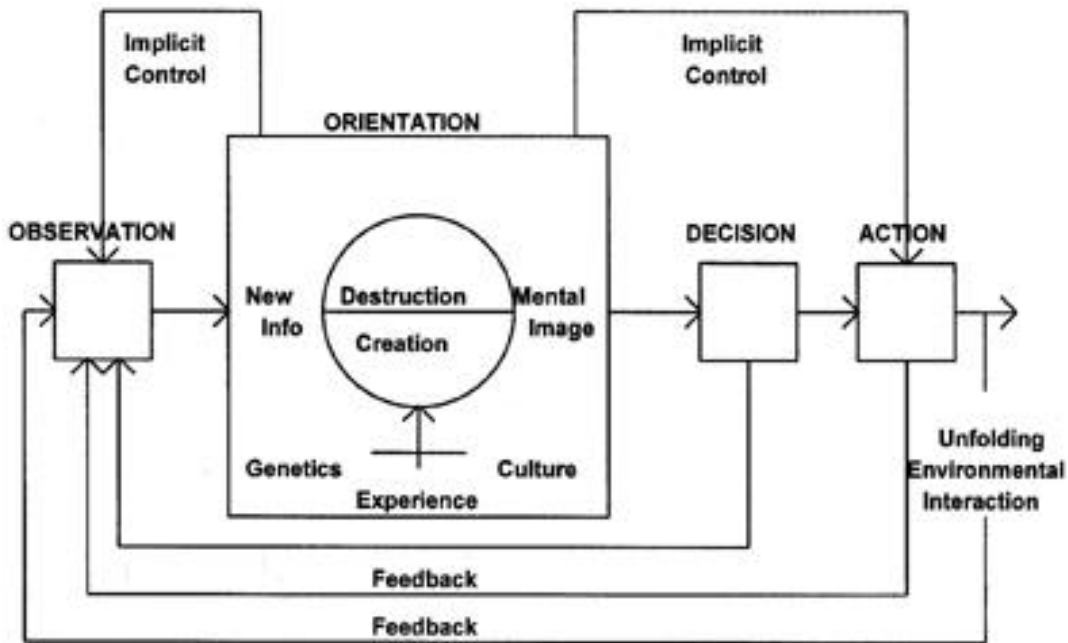 Implicit
Control
Implicit
Control
ORIENTATION
OBSERVATION
DECISION
ACTION
New
Info
Destruction
Creation
Mental
Image
Genetics
Culture
Experience
Unfolding
Environmental
Interaction
Feedback
Feedback